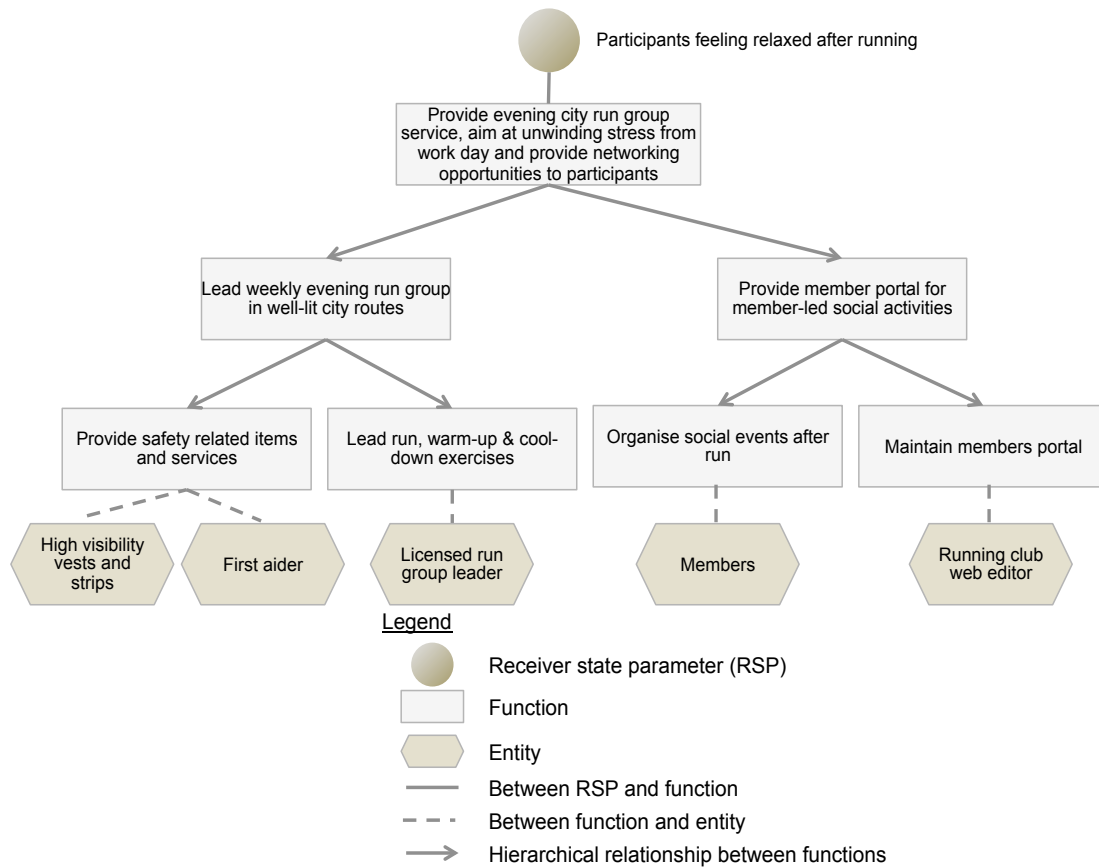 Participants feeling relaxed after running
Provide evening city run group
service, aim at unwinding stress from
work day and provide networking
opportunities to participants
Lead weekly evening run group
in well-lit city routes
Provide member portal for
member-led social activities
Provide safety related items
and services
Lead run, warm-up & cool-
down exercises
Organise social events after
run
Maintain members portal
High visibility
vests and
strips
First aider
Licensed run
group leader
Members
Running club
web editor
Legend
Receiver state parameter (RSP)
Function
Entity
Between RSP and function
Between function and entity
Hierarchical relationship between functions